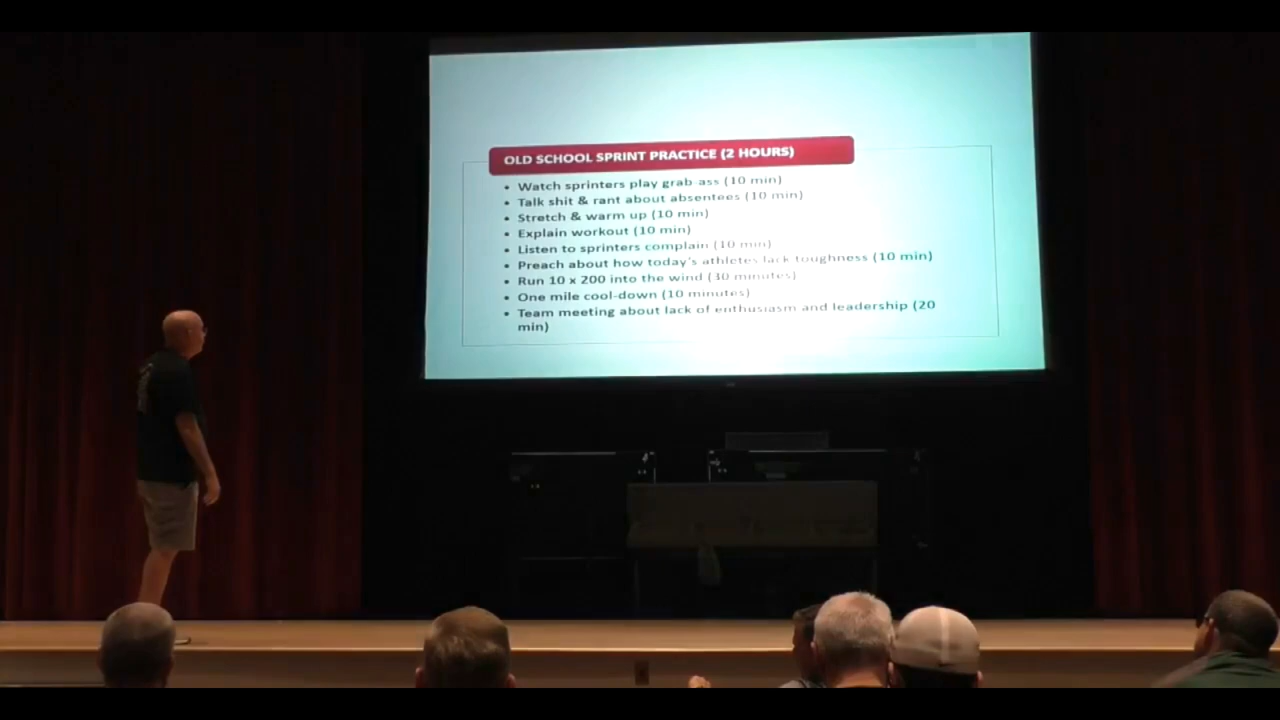 OLD SCHOOL SPRINT PRACTICE (2 HOURS)
• Watch sprinters play grab-ass (10 min)
• Talk shit & rant about absentees (10 min)
• Stretch & warm up (10 min)
• Explain workout (10 min)
• Listen to sprinters complain (10 min)
• Preach about how today's athletes lack toughness (10 min)
• Run 10 x 200 into the wind (30 minutes)
• One mile cool-down (10 minutes)
• Team meeting about lack of enthusiasm and leadership (20
min)